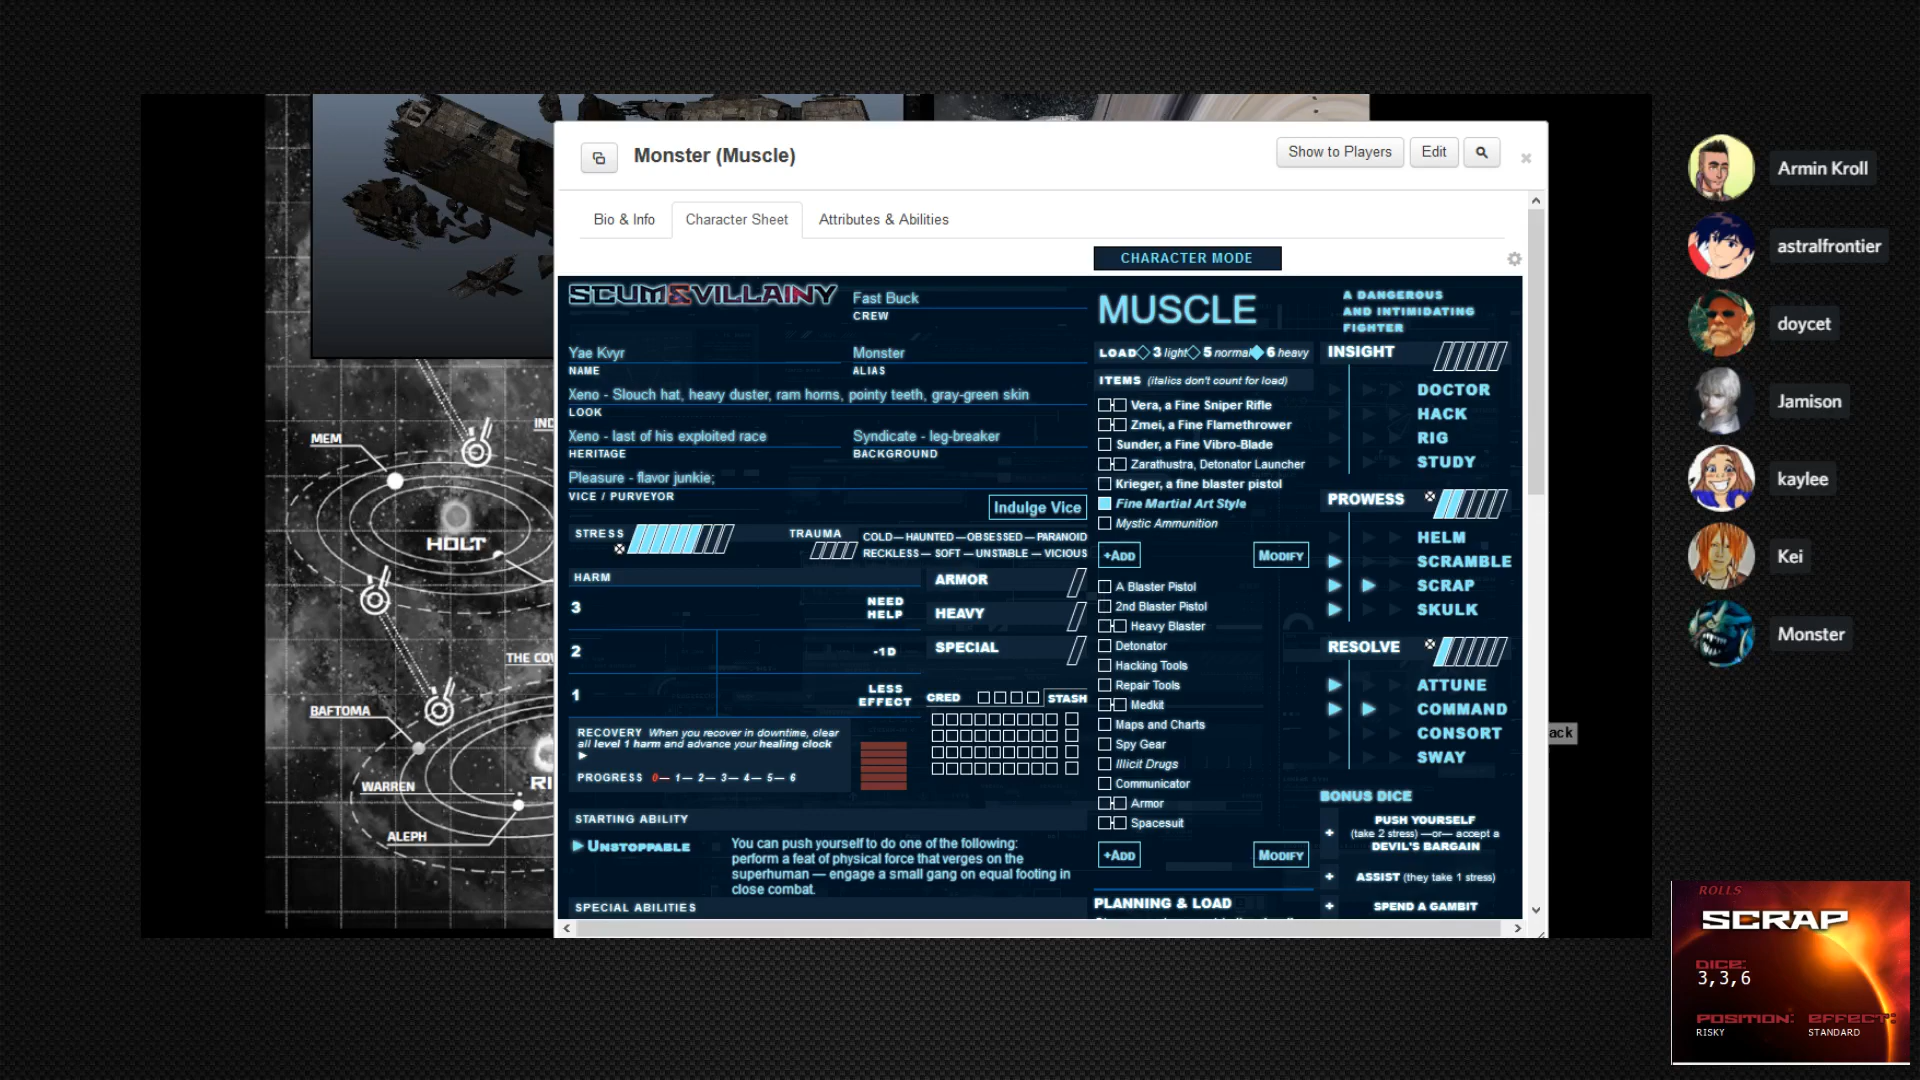 Monster (Muscle)
Show to Players
Edit
Bio & Info
Character Sheet
Attributes & Abilities
CHARACTER MODE
SCUM & VILLAINY
Fast Buck
CREW
Yae Kvyr
NAME
Monster
ALIAS
Xeno - Slouch hat, heavy duster, ram horns, pointy teeth, gray-green skin
LOOK
Xeno - last of his exploited race
HERITAGE
Syndicate - leg-breaker
BACKGROUND
Pleasure - flavor junkie;
VICE / PURVEYOR
Indulge Vice
STRESS
TRAUMA
COLD—HAUNTED—OBSESSED—PARANOID
RECKLESS— SOFT — UNSTABLE — VICIOUS
HARM
3
NEED
HELP
2
-1D
1
LESS
EFFECT
ARMOR
HEAVY
SPECIAL
CRED
STASH
RECOVERY When you recover in downtime, clear
all level 1 harm and advance your healing clock
PROGRESS 0— 1— 2— 3— 4— 5— 6
STARTING ABILITY
UNSTOPPABLE
You can push yourself to do one of the following:
perform a feat of physical force that verges on the
superhuman — engage a small gang on equal footing in
close combat.
SPECIAL ABILITIES
MUSCLE
A DANGEROUS
AND INTIMIDATING
FIGHTER
LOAD 3 light 5 normal 6 heavy
ITEMS (italics don't count for load)
Vera, a Fine Sniper Rifle
Zmei, a Fine Flamethrower
Sunder, a Fine Vibro-Blade
Zarathustra, Detonator Launcher
Krieger, a fine blaster pistol
Fine Martial Art Style
Mystic Ammunition
+ADD
MODIFY
A Blaster Pistol
2nd Blaster Pistol
Heavy Blaster
Detonator
Hacking Tools
Repair Tools
Medkit
Maps and Charts
Spy Gear
Illicit Drugs
Communicator
Armor
Spacesuit
+ADD
MODIFY
PLANNING & LOAD
INSIGHT
DOCTOR
HACK
RIG
STUDY
PROWESS
HELM
SCRAMBLE
SCRAP
SKULK
RESOLVE
ATTUNE
COMMAND
CONSORT
SWAY
BONUS DICE
+ PUSH YOURSELF
(take 2 stress) —or— accept a
DEVIL'S BARGAIN
+ ASSIST (they take 1 stress)
+ SPEND A GAMBIT
MEM
HOLT
BAFTOMA
WARREN
ALEPH
ack
Armin Kroll
astralfrontier
doycet
Jamison
kaylee
Kei
Monster
ROLLS
SCRAP
DICE:
3,3,6
POSITION: EFFECT:
RISKY STANDARD